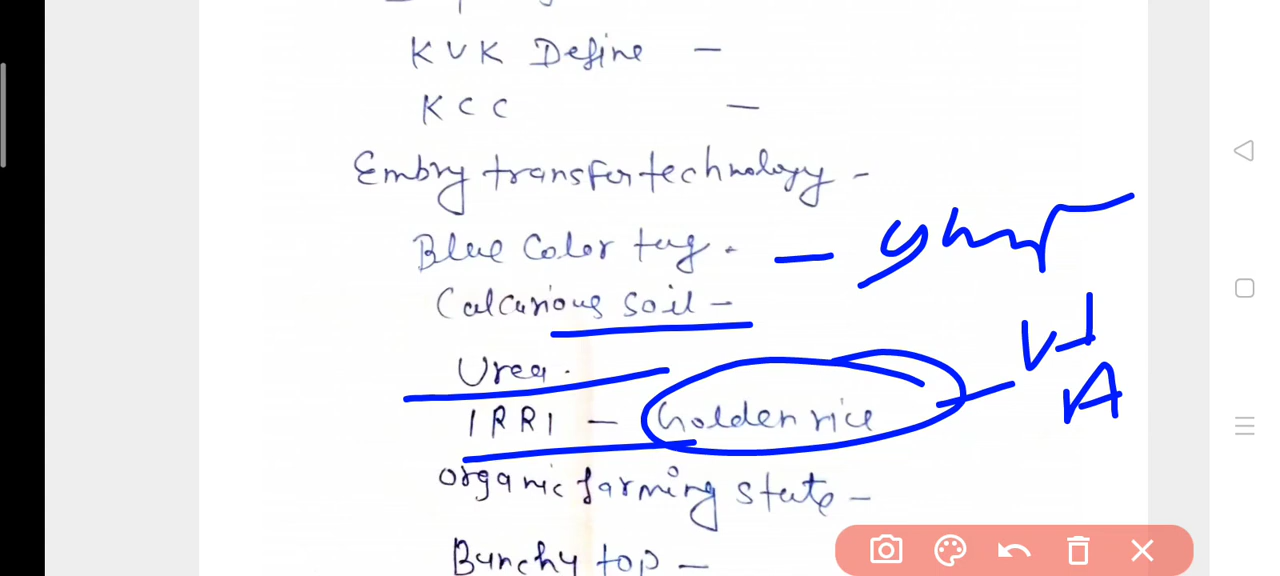 KVK Define -
KCC -
Embry transfer technology -
Blue Color tag. -
Calcarious soil -
Urea.
IRRI - Golden rice - Vit A
organic farming state -
Bunchy top -